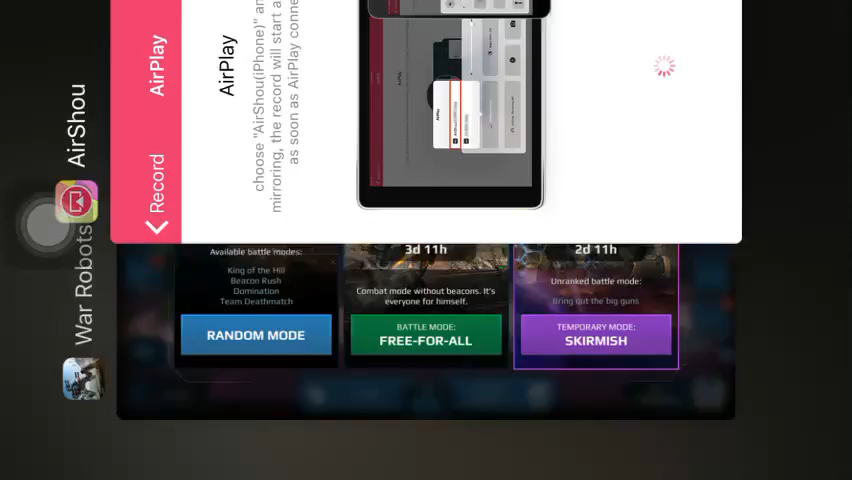 AirShou
War Robots
Record
AirPlay
AirPlay
choose "AirShou(iPhone)" an
mirroring, the record will start a
as soon as AirPlay conne
Available battle modes:
King of the Hill
Beacon Rush
Domination
Team Deathmatch
RANDOM MODE
3d 11h
Combat mode without beacons. It's
everyone for himself.
BATTLE MODE:
FREE-FOR-ALL
2d 11h
Unranked battle mode:
Bring out the big guns
TEMPORARY MODE:
SKIRMISH